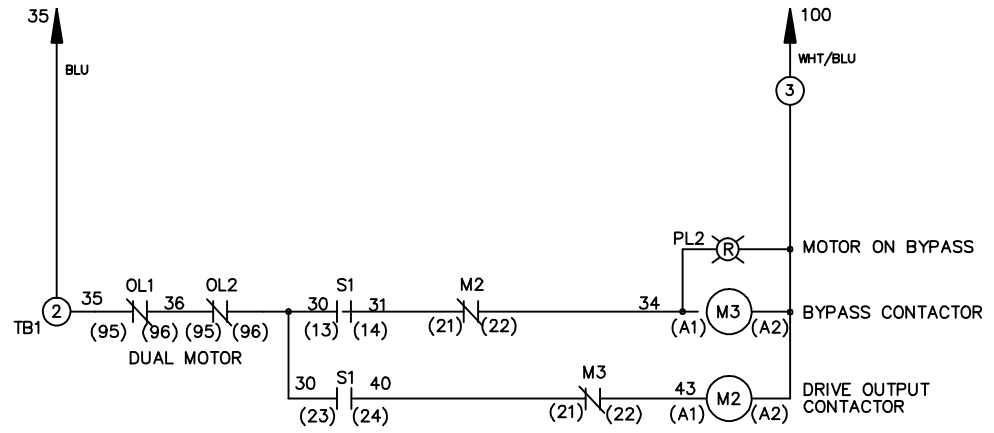 35
100
BLU
WHT/BLU
3
PL2 R MOTOR ON BYPASS
35 OL1 36 OL2 30 S1 31 M2 34 M3 BYPASS CONTACTOR
2
TB1
(95) (96) (95) (96) (13) (14) (21) (22) (A1) (A2)
DUAL MOTOR
30 S1 40 M3 43 M2 DRIVE OUTPUT
CONTACTOR
(23) (24) (21) (22) (A1) (A2)